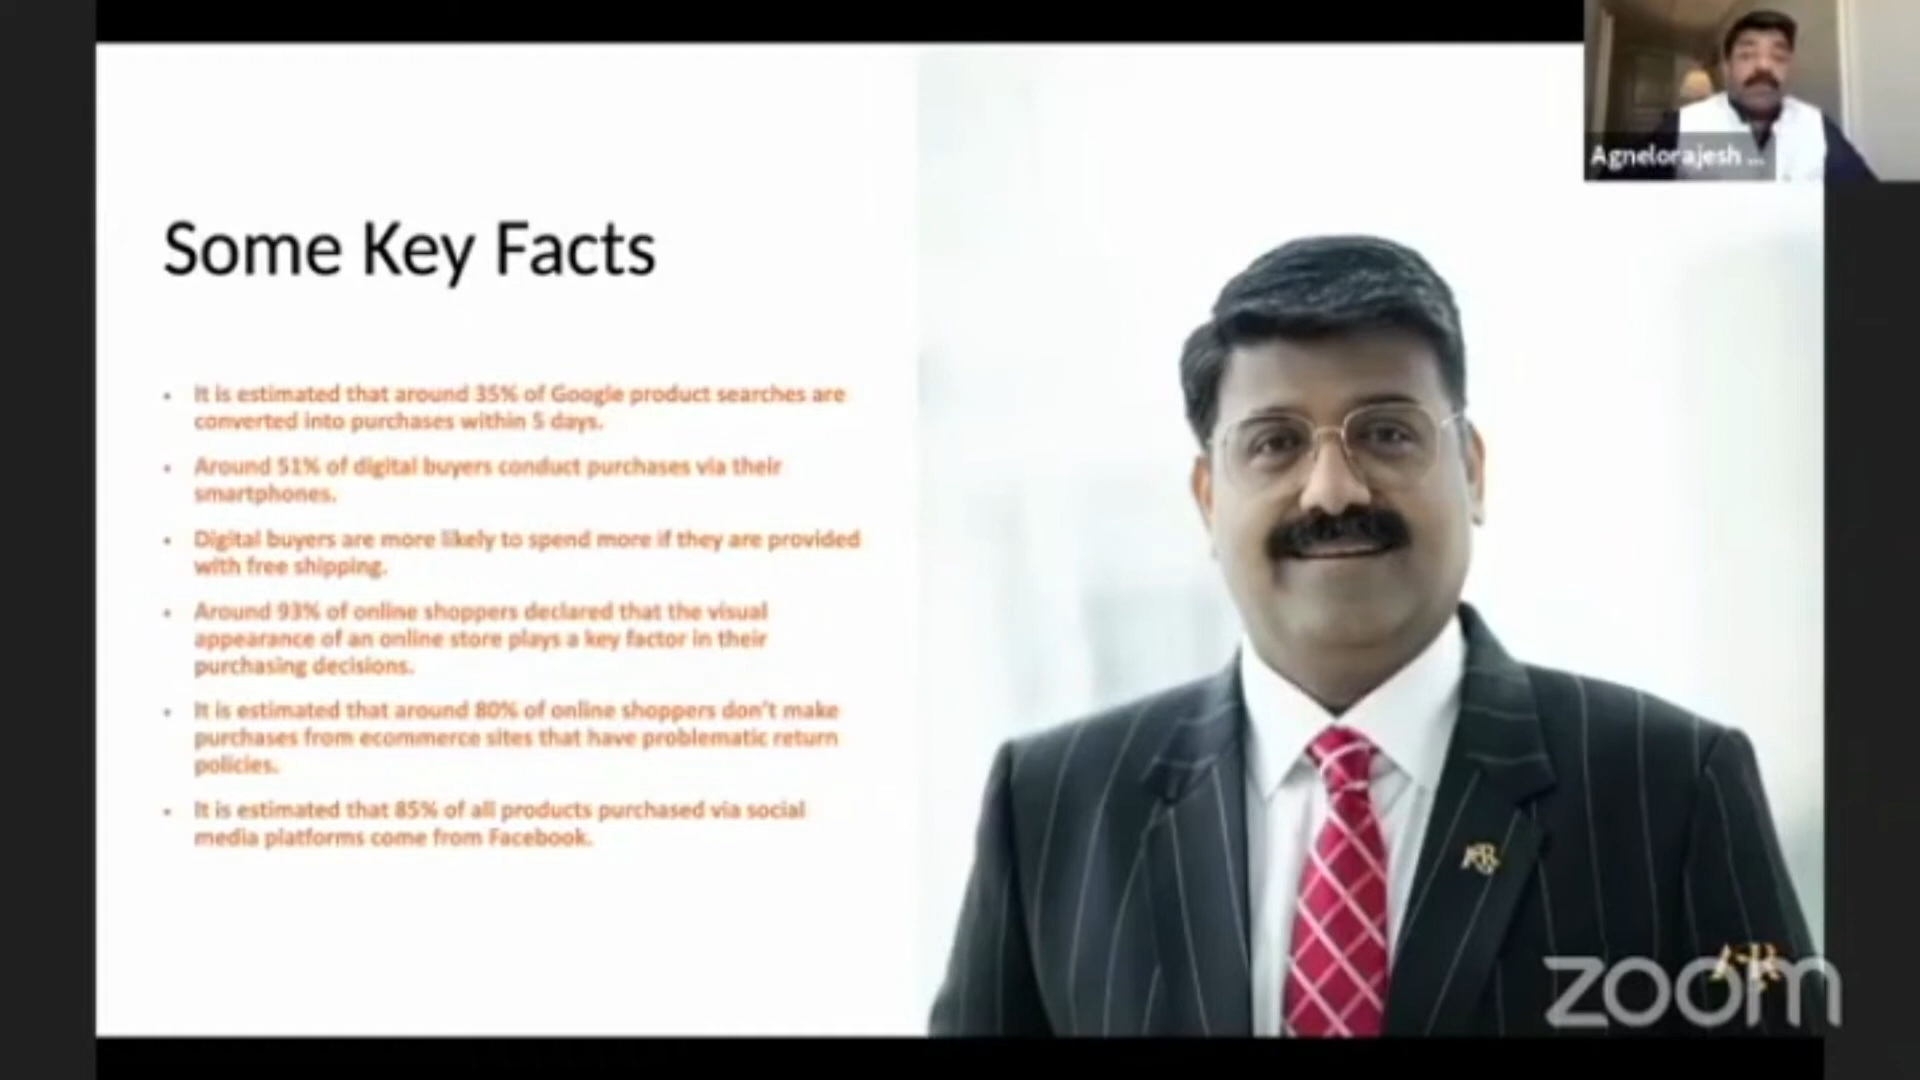 Agnelorajesh ...
Some Key Facts
• It is estimated that around 35% of Google product searches are
converted into purchases within 5 days.
• Around 51% of digital buyers conduct purchases via their
smartphones.
• Digital buyers are more likely to spend more if they are provided
with free shipping.
• Around 93% of online shoppers declared that the visual
appearance of an online store plays a key factor in their
purchasing decisions.
• It is estimated that around 80% of online shoppers don't make
purchases from ecommerce sites that have problematic return
policies.
• It is estimated that 85% of all products purchased via social
media platforms come from Facebook.
zoom